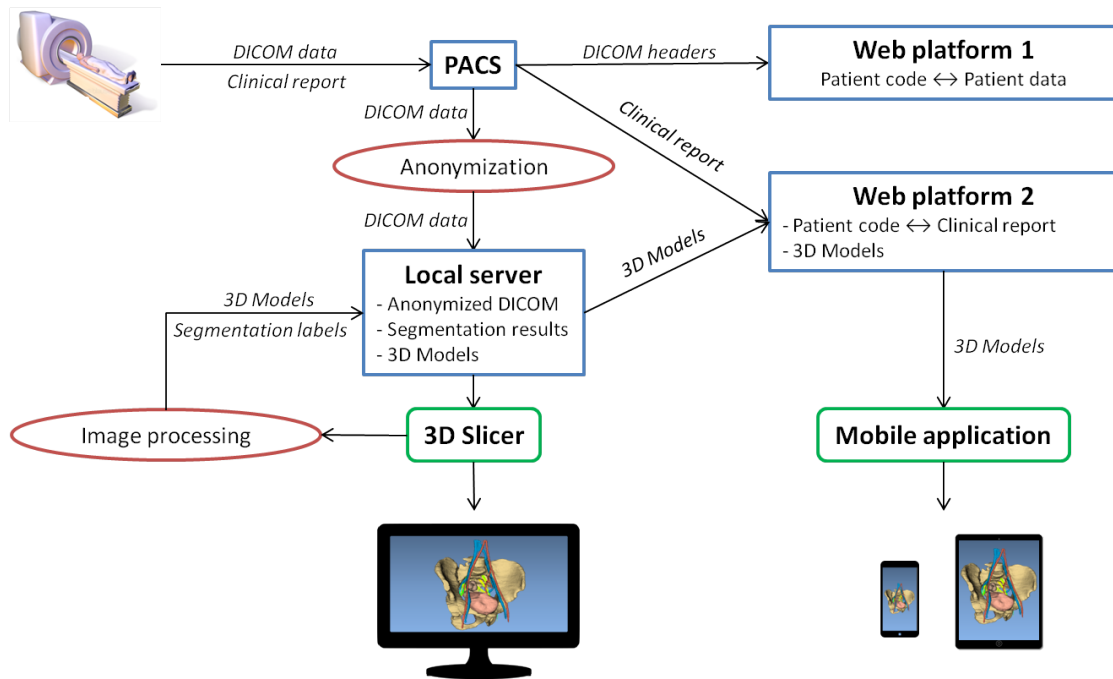 DICOM data
Clinical report
PACS
DICOM headers
Web platform 1
Patient code ↔ Patient data
DICOM data
Clinical report
Anonymization
DICOM data
Web platform 2
- Patient code ↔ Clinical report
- 3D Models
3D Models
Local server
- Anonymized DICOM
- Segmentation results
- 3D Models
3D Models
Segmentation labels
3D Models
Image processing
3D Slicer
Mobile application